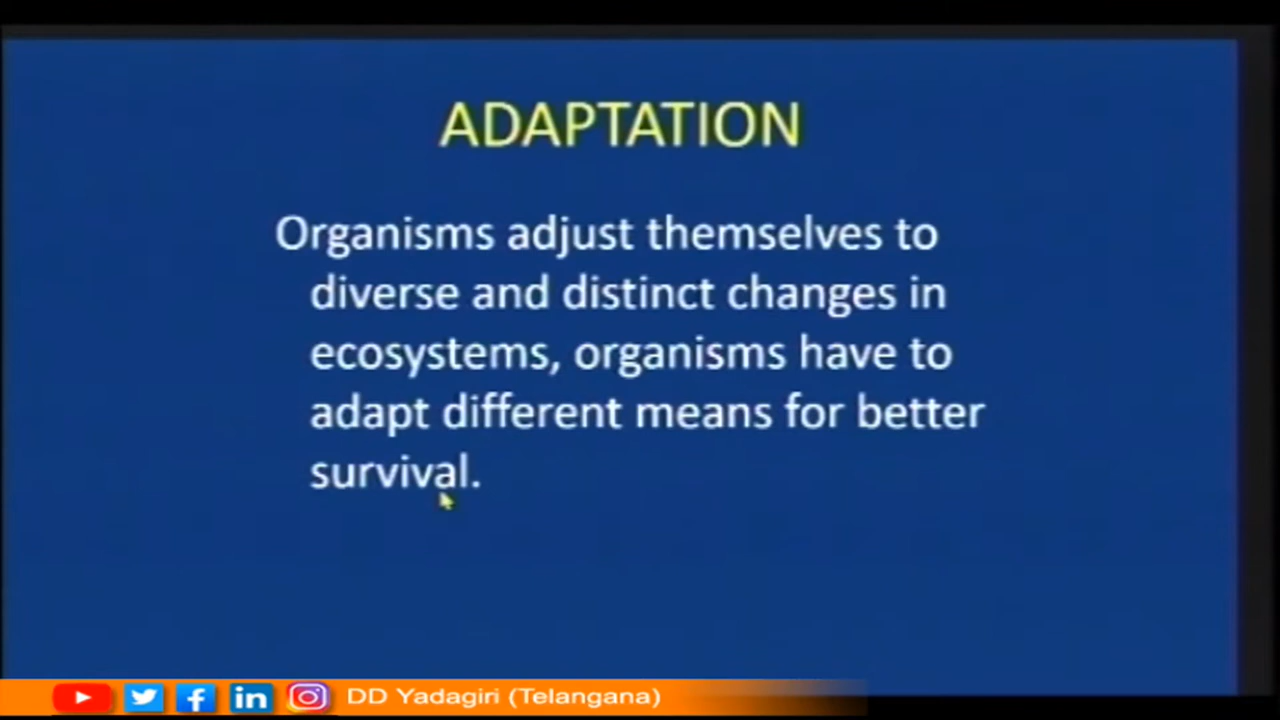 ADAPTATION
Organisms adjust themselves to
diverse and distinct changes in
ecosystems, organisms have to
adapt different means for better
survival.
DD Yadagiri (Telangana)